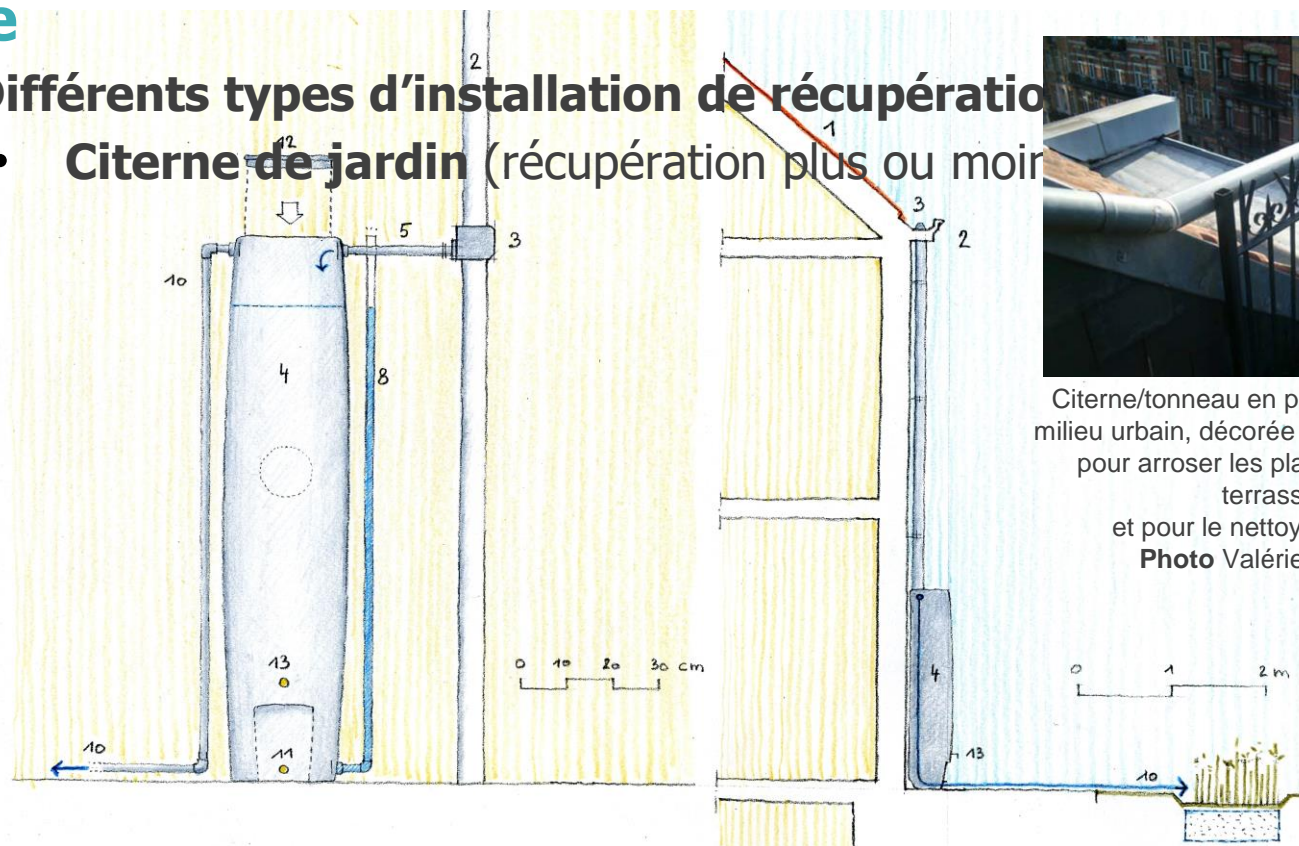 e
Différents types d'installation de récupératio
• Citerne de jardin (récupération plus ou moin
2
12
5
3
10
4
8
13
0 10 20 30 cm
11
10
1
3
2
4
13
10
0 1 2 m
Citerne/tonneau en p
milieu urbain, décorée
pour arroser les pla
terrass
et pour le nettoy
Photo Valérie